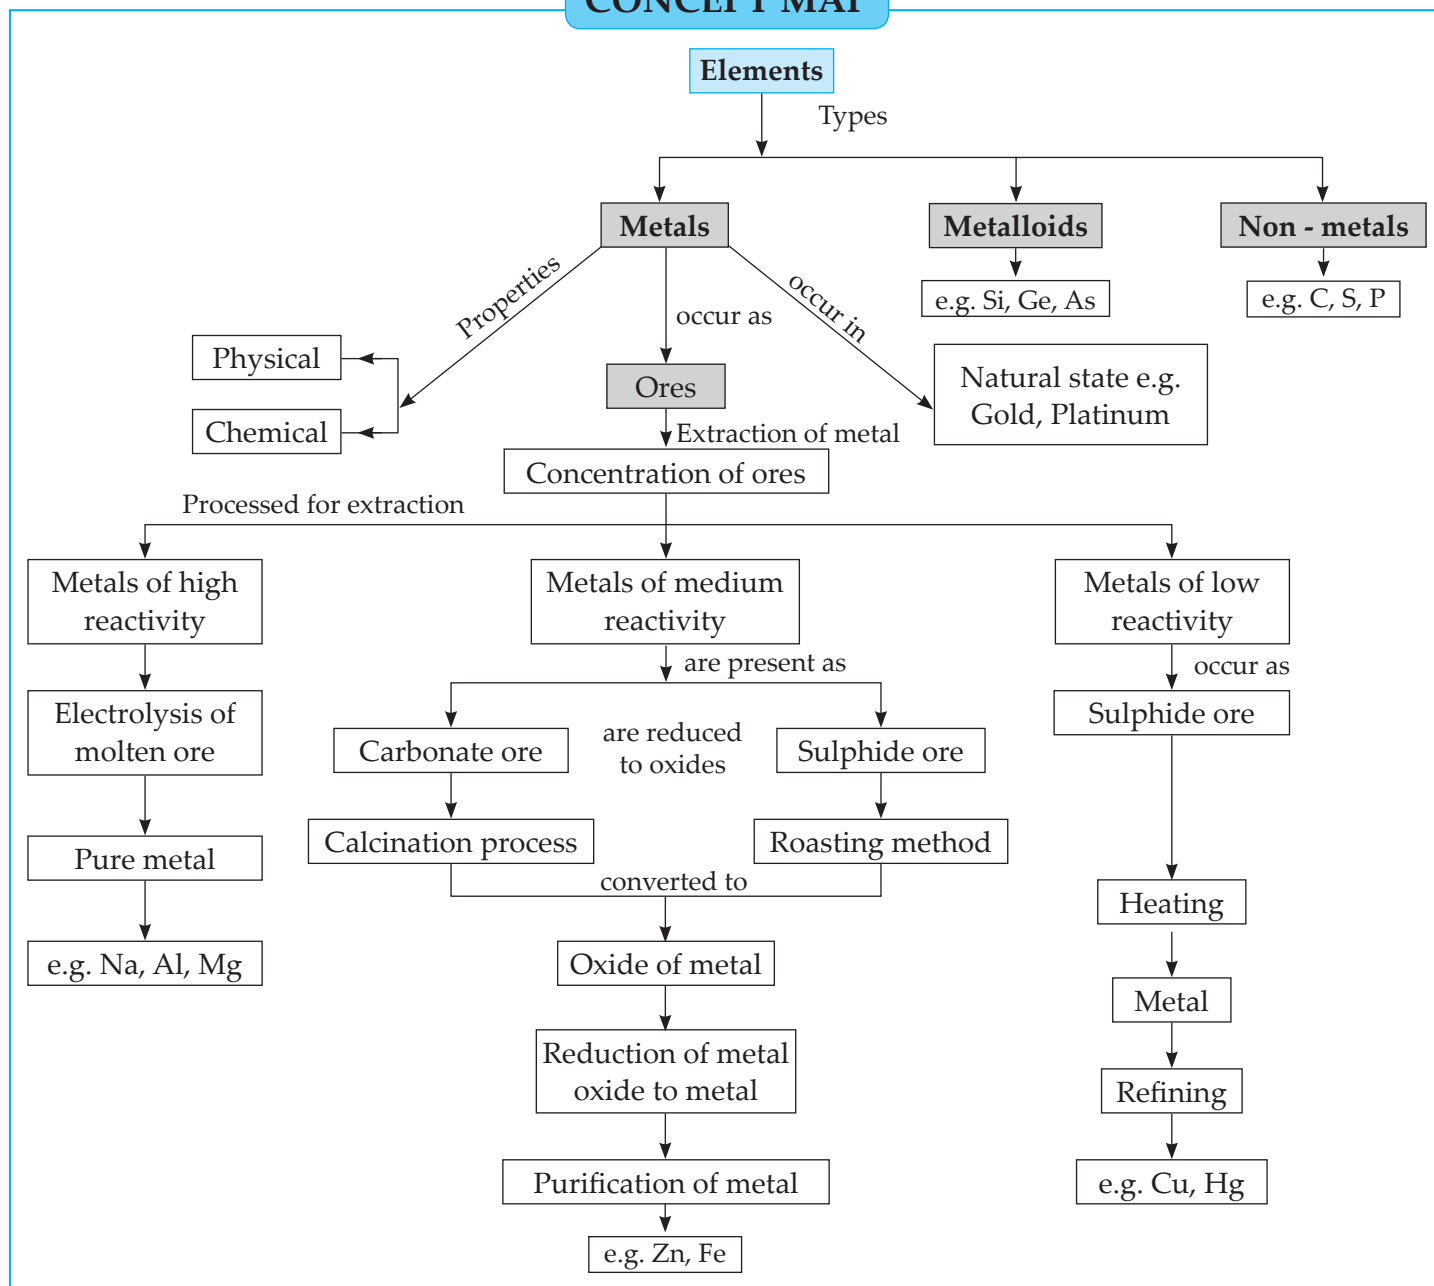 CONCEPT MAP
Elements
Types
Metals
Metalloids
Non - metals
e.g. Si, Ge, As
e.g. C, S, P
Properties
occur as
occur in
Physical
Chemical
Ores
Natural state e.g.
Gold, Platinum
Extraction of metal
Concentration of ores
Processed for extraction
Metals of high
reactivity
Metals of medium
reactivity
Metals of low
reactivity
are present as
occur as
Electrolysis of
molten ore
Carbonate ore
are reduced
to oxides
Sulphide ore
Sulphide ore
Pure metal
Calcination process
Roasting method
converted to
Heating
e.g. Na, Al, Mg
Oxide of metal
Metal
Reduction of metal
oxide to metal
Refining
Purification of metal
e.g. Cu, Hg
e.g. Zn, Fe